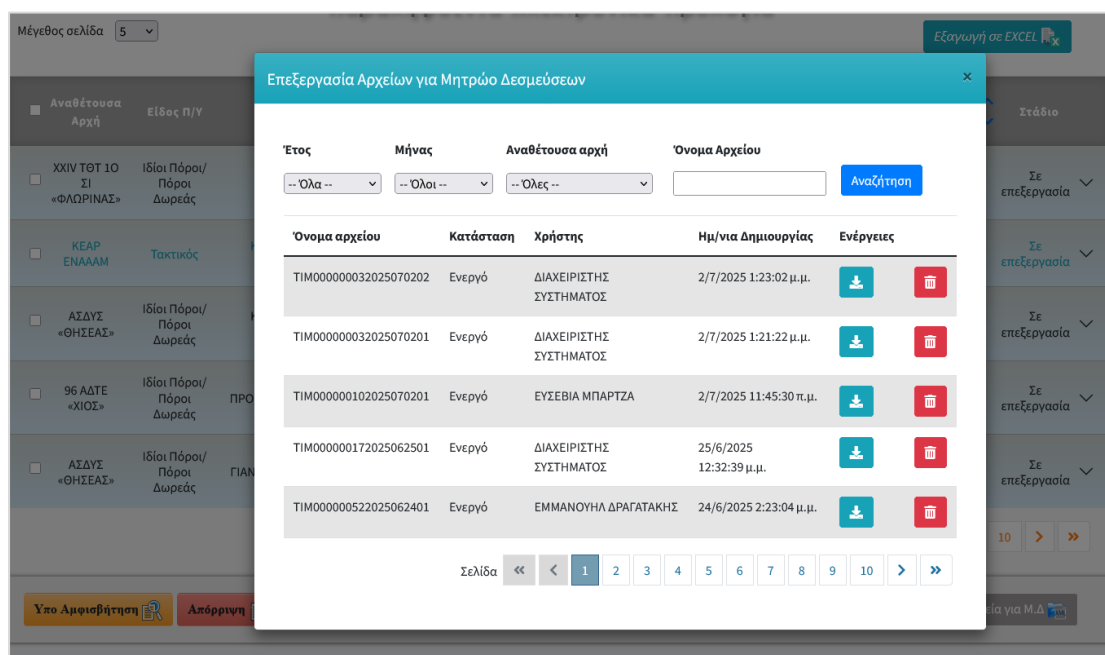 Μέγεθος σελίδα 5
Εξαγωγή σε EXCEL
Επεξεργασία Αρχείων για Μητρώο Δεσμεύσεων ×
Αναθέτουσα Αρχή Είδος Π/Υ Στάδιο
Έτος Μήνας Αναθέτουσα αρχή Όνομα Αρχείου
-- Όλα -- -- Όλοι -- -- Όλες -- Αναζήτηση
Όνομα αρχείου Κατάσταση Χρήστης Ημ/νια Δημιουργίας Ενέργειες
TIM000000032025070202 Ενεργό ΔΙΑΧΕΙΡΙΣΤΗΣ 2/7/2025 1:23:02 μ.μ.
ΣΥΣΤΗΜΑΤΟΣ
TIM000000032025070201 Ενεργό ΔΙΑΧΕΙΡΙΣΤΗΣ 2/7/2025 1:21:22 μ.μ.
ΣΥΣΤΗΜΑΤΟΣ
TIM000000102025070201 Ενεργό ΕΥΣΕΒΙΑ ΜΠΑΡΤΖΑ 2/7/2025 11:45:30 π.μ.
TIM000000172025062501 Ενεργό ΔΙΑΧΕΙΡΙΣΤΗΣ 25/6/2025
ΣΥΣΤΗΜΑΤΟΣ 12:32:39 μ.μ.
TIM000000522025062401 Ενεργό ΕΜΜΑΝΟΥΗΛ ΔΡΑΓΑΤΑΚΗΣ 24/6/2025 2:23:04 μ.μ.
Σελίδα « < 1 2 3 4 5 6 7 8 9 10 > »
XXIV ΤΘΤ 1Ο
ΣΙ
«ΦΛΩΡΙΝΑΣ»
Ιδίοι Πόροι/
Πόροι
Δωρεάς
Σε
επεξεργασία
ΚΕΑΡ
ΕΝΑΑΑΜ
Τακτικός
Σε
επεξεργασία
ΑΣΔΥΣ
«ΘΗΣΕΑΣ»
Ιδίοι Πόροι/
Πόροι
Δωρεάς
Σε
επεξεργασία
96 ΑΔΤΕ
«ΧΙΟΣ»
Ιδίοι Πόροι/
Πόροι
Δωρεάς
ΠΡΟ
Σε
επεξεργασία
ΑΣΔΥΣ
«ΘΗΣΕΑΣ»
Ιδίοι Πόροι/
Πόροι
Δωρεάς
ΓΙΑΝ
Σε
επεξεργασία
10 > »
Υπο Αμφισβήτηση Απόρριψη
εία για Μ.Δ